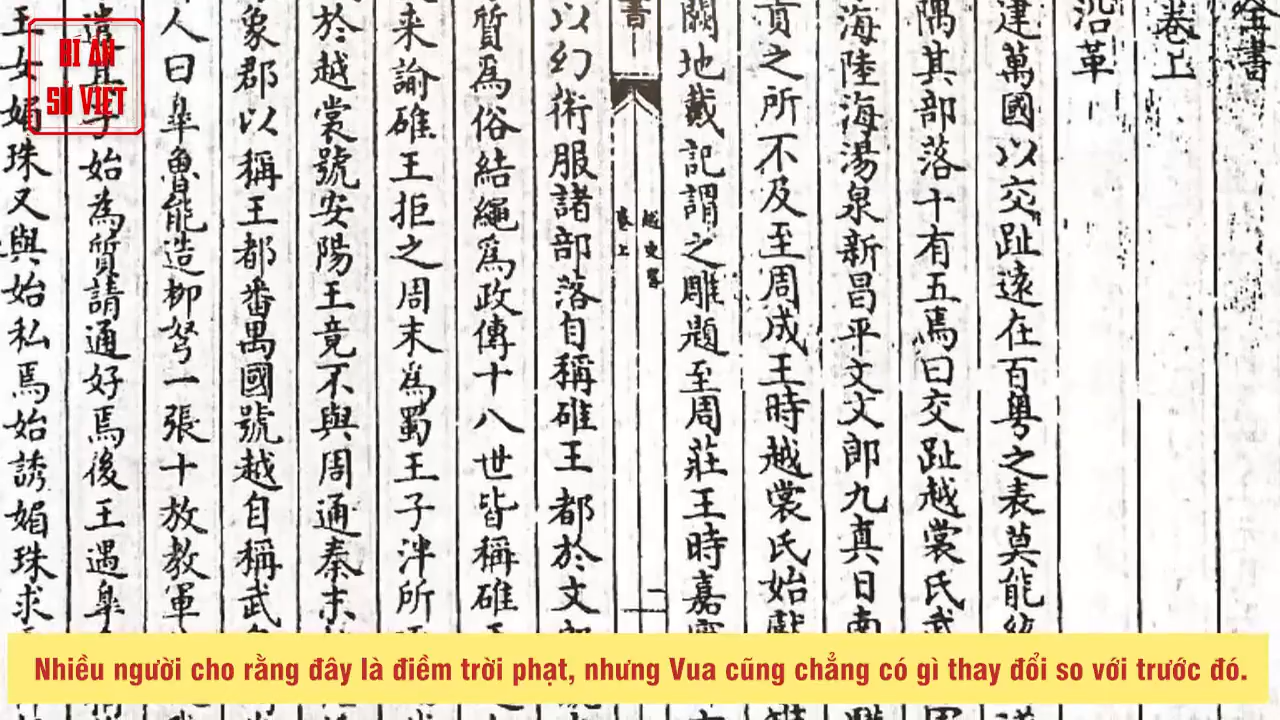 卷上
沿革
建萬國以交趾遠在百粵之表莫能
隅其部落十有五焉曰交趾越裳氏武
海陸海湯泉新昌平文文郎九真日南
貢之所不及至周成王時越裳氏始獻
闕地戴記謂之雕題至周莊王時嘉
越史畧
卷上
二
以幻術服諸部落自稱碓王都於文
質爲俗結繩爲政傳十八世皆稱碓
来諭碓王拒之周末爲蜀王子泮所
於越裳號安陽王竟不與周通秦末
象郡以稱王都番禺國號越自稱武
人曰臯魯能造柳弩一張十放教軍
遣其子始為質請通好焉後王遇臯
王女媚珠又與始私焉始誘媚珠求
BÍ ẨN
SỬ VIỆT
Nhiều người cho rằng đây là điềm trời phạt, nhưng Vua cũng chẳng có gì thay đổi so với trước đó.